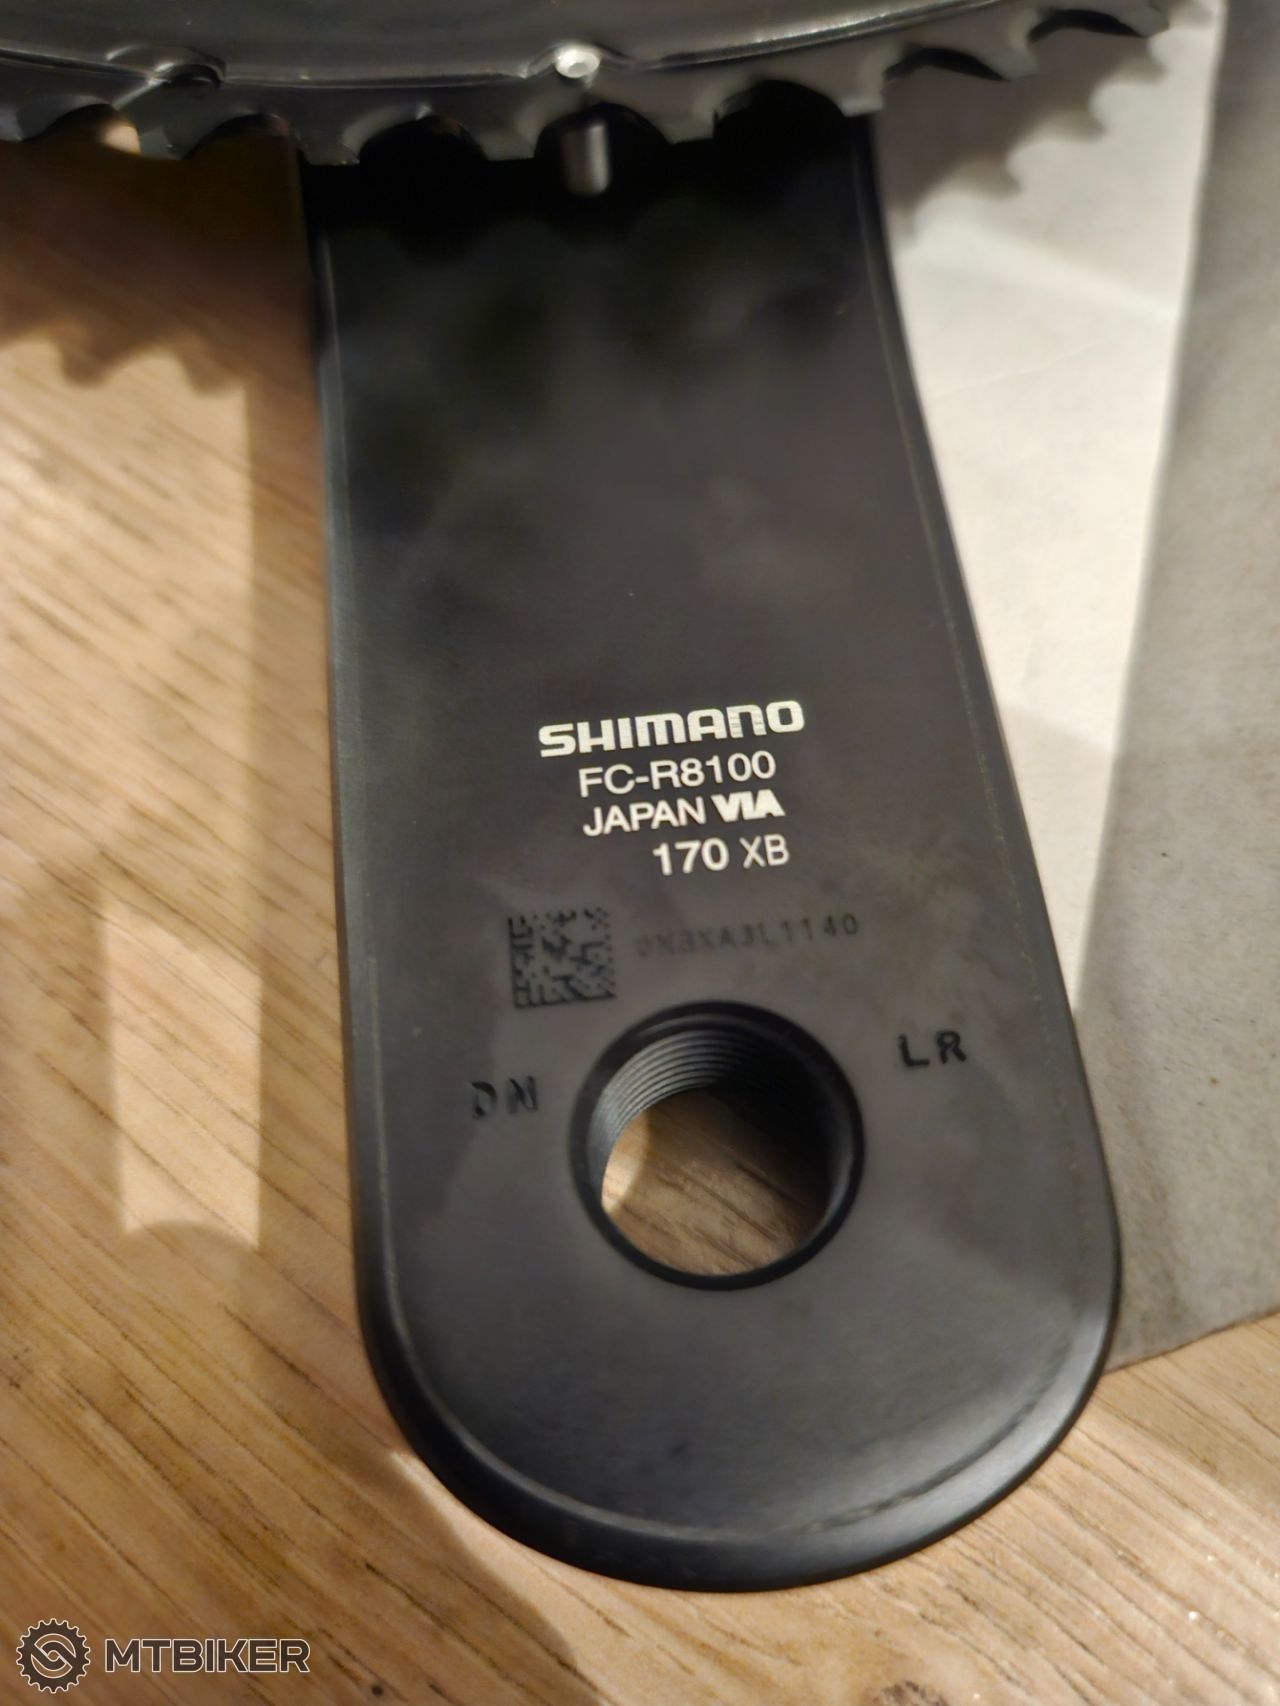 SHIMANO
FC-R8100
JAPAN VIA
170 XB
DN
LR
MTBIKER